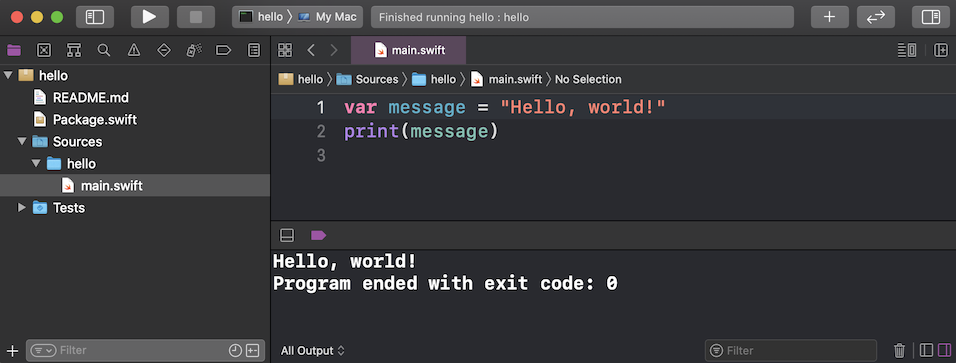 hello 〉 My Mac
Finished running hello : hello
main.swift
hello
README.md
Package.swift
Sources
hello
main.swift
Tests
hello 〉 Sources 〉 hello 〉 main.swift 〉 No Selection
1 var message = "Hello, world!"
2 print(message)
3
Hello, world!
Program ended with exit code: 0
Filter
All Output
Filter